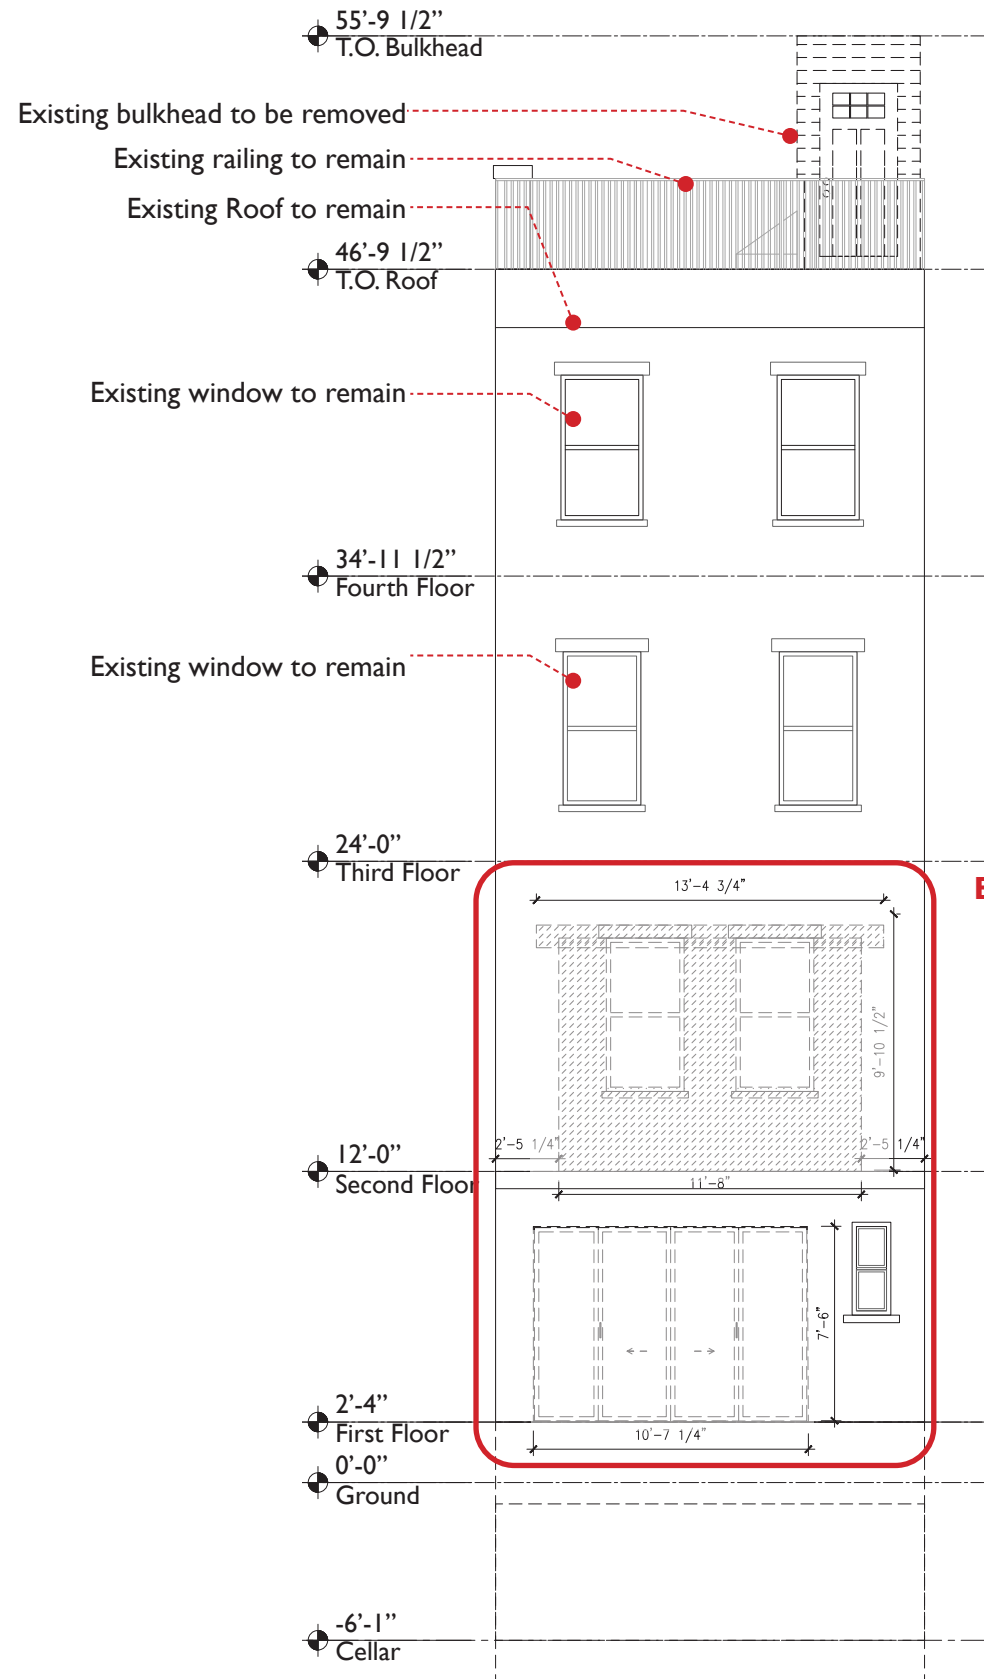 55'-9 1/2”
T.O. Bulkhead
Existing bulkhead to be removed
Existing railing to remain
Existing Roof to remain
46'-9 1/2”
T.O. Roof
Existing window to remain
34'-11 1/2”
Fourth Floor
Existing window to remain
24'-0”
Third Floor
E
13'-4 3/4"
9'-10 1/2"
2'-5 1/4"
2'-5 1/4"
12'-0”
Second Floor
11'-8"
7'-6"
2'-4”
First Floor
10'-7 1/4"
0'-0”
Ground
-6'-1”
Cellar